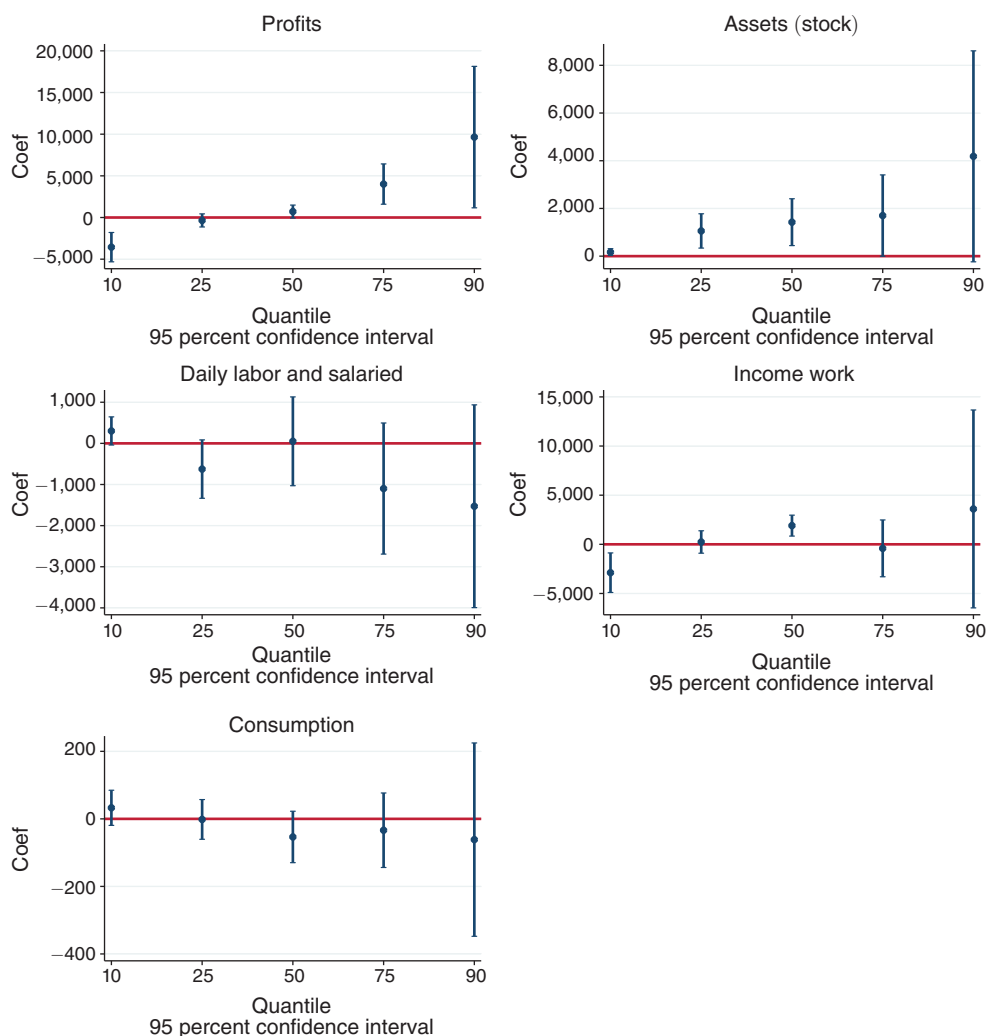 Profits
20,000
15,000
10,000
5,000
0
−5,000
Coef
10 25 50 75 90
Quantile
95 percent confidence interval
Assets (stock)
8,000
6,000
4,000
2,000
0
Coef
10 25 50 75 90
Quantile
95 percent confidence interval
Daily labor and salaried
1,000
0
−1,000
−2,000
−3,000
−4,000
Coef
10 25 50 75 90
Quantile
95 percent confidence interval
Income work
15,000
10,000
5,000
0
−5,000
Coef
10 25 50 75 90
Quantile
95 percent confidence interval
Consumption
200
0
−200
−400
Coef
10 25 50 75 90
Quantile
95 percent confidence interval